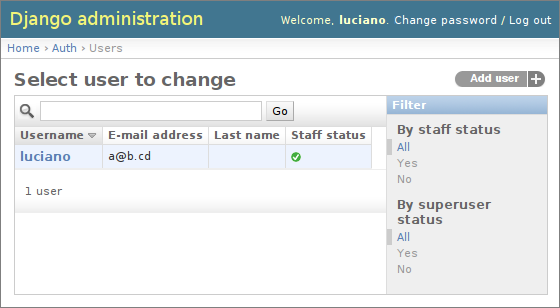 Django administration
Welcome, luciano. Change password / Log out
Home › Auth › Users
Select user to change
Add user
Go
Username E-mail address Last name Staff status
luciano a@b.cd
1 user
Filter
By staff status
All
Yes
No
By superuser
status
All
Yes
No